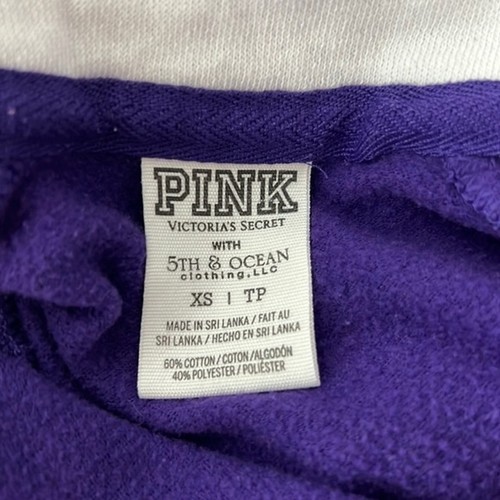 PINK
VICTORIA'S SECRET
WITH
5TH & OCEAN
clothing, LLC
XS | TP
MADE IN SRI LANKA / FAIT AU
SRI LANKA / HECHO EN SRI LANKA
60% COTTON / COTON / ALGODÓN
40% POLYESTER / POLIÉSTER